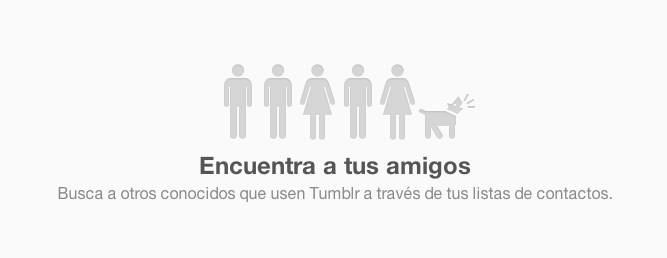 Encuentra a tus amigos
Busca a otros conocidos que usen Tumblr a través de tus listas de contactos.